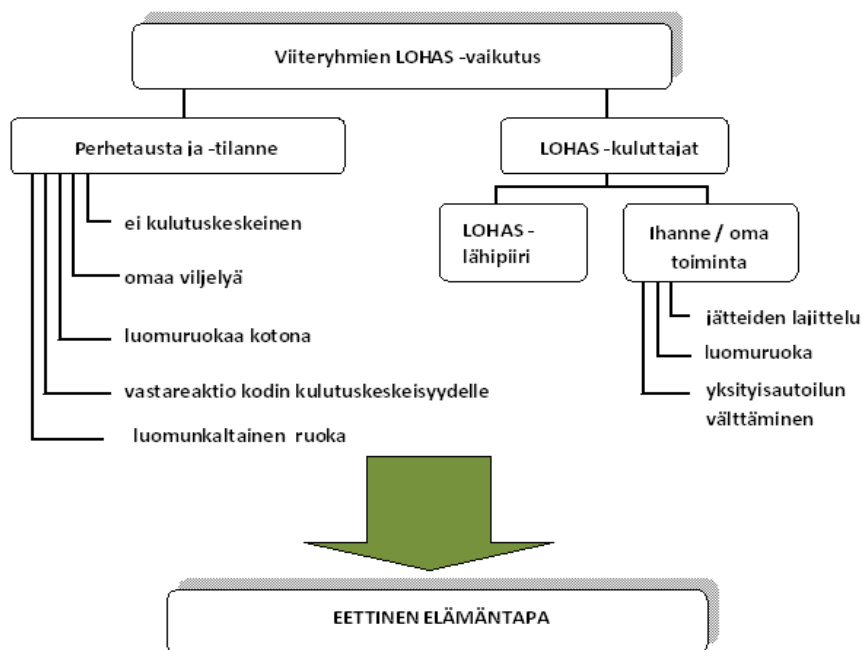 Viiteryhmien LOHAS -vaikutus
Perhetausta ja -tilanne
LOHAS -kuluttajat
ei kulutuskeskeinen
omaa viljelyä
luomuruokaa kotona
vastareaktio kodin kulutuskeskeisyydelle
luomunkaltainen ruoka
LOHAS -
lähipiiri
Ihanne / oma
toiminta
jätteiden lajittelu
luomuruoka
yksityisautoilun
välttäminen
EETTINEN ELÄMÄNTAPA